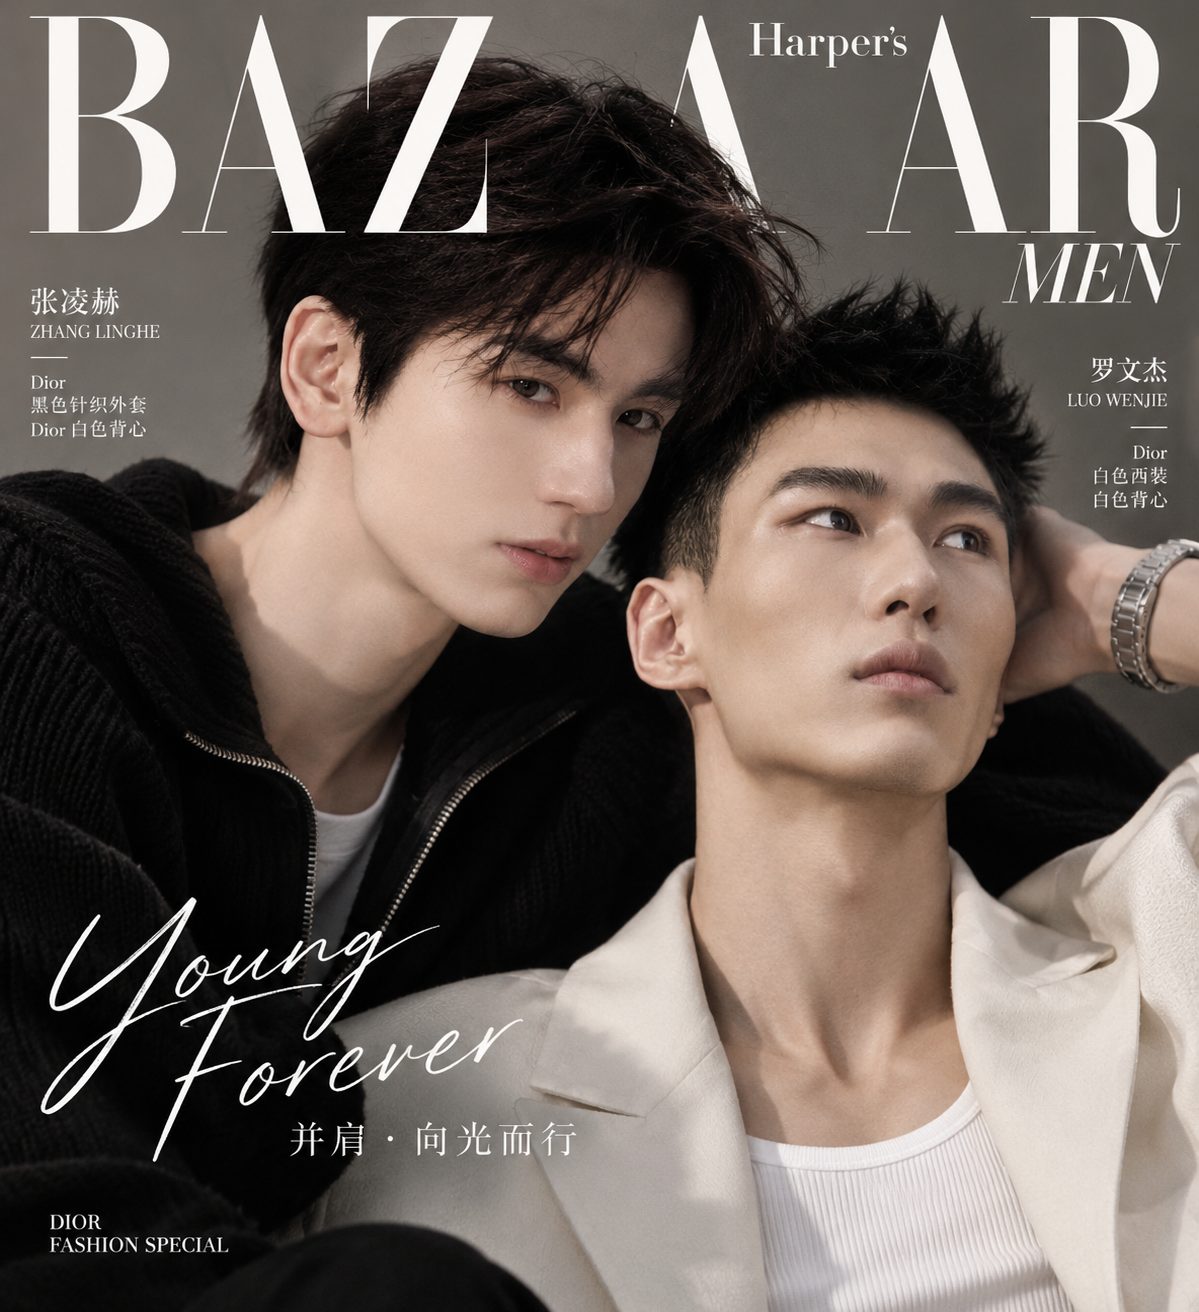 BAZAAR
Harper's
MEN
张凌赫
ZHANG LINGHE
Dior
黑色针织外套
Dior 白色背心
罗文杰
LUO WENJIE
Dior
白色西装
白色背心
Young
Forever
并肩·向光而行
DIOR
FASHION SPECIAL